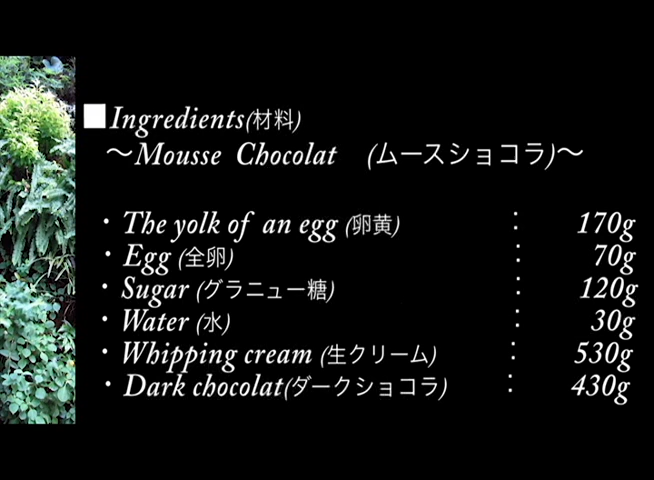 ■Ingredients(材料)
～Mousse Chocolat (ムースショコラ)～
・The yolk of an egg (卵黄) : 170g
・Egg (全卵) : 70g
・Sugar (グラニュー糖) : 120g
・Water (水) : 30g
・Whipping cream (生クリーム) : 530g
・Dark chocolat(ダークショコラ) : 430g